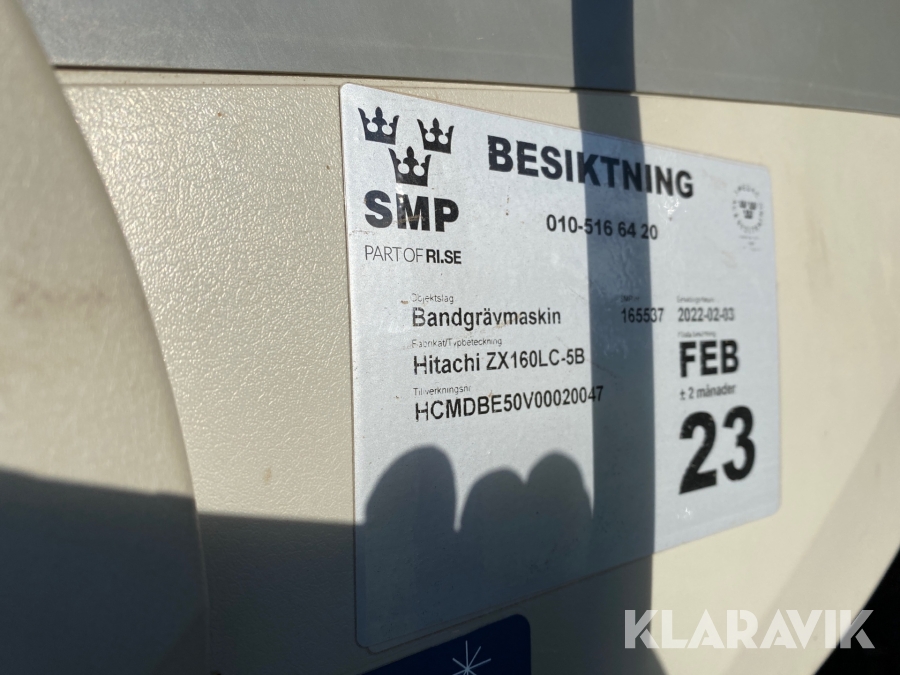 BESIKTNING
SMP
PART OF RI.SE
010-516 64 20
Objektslag
Bandgrävmaskin
165537
2022-02-03
Fabrikat/Typbeteckning
Hitachi ZX160LC-5B
FEB
± 2 månader
Tillverkningsnr
HCMDBE50V00020047
23
KLARAVIK